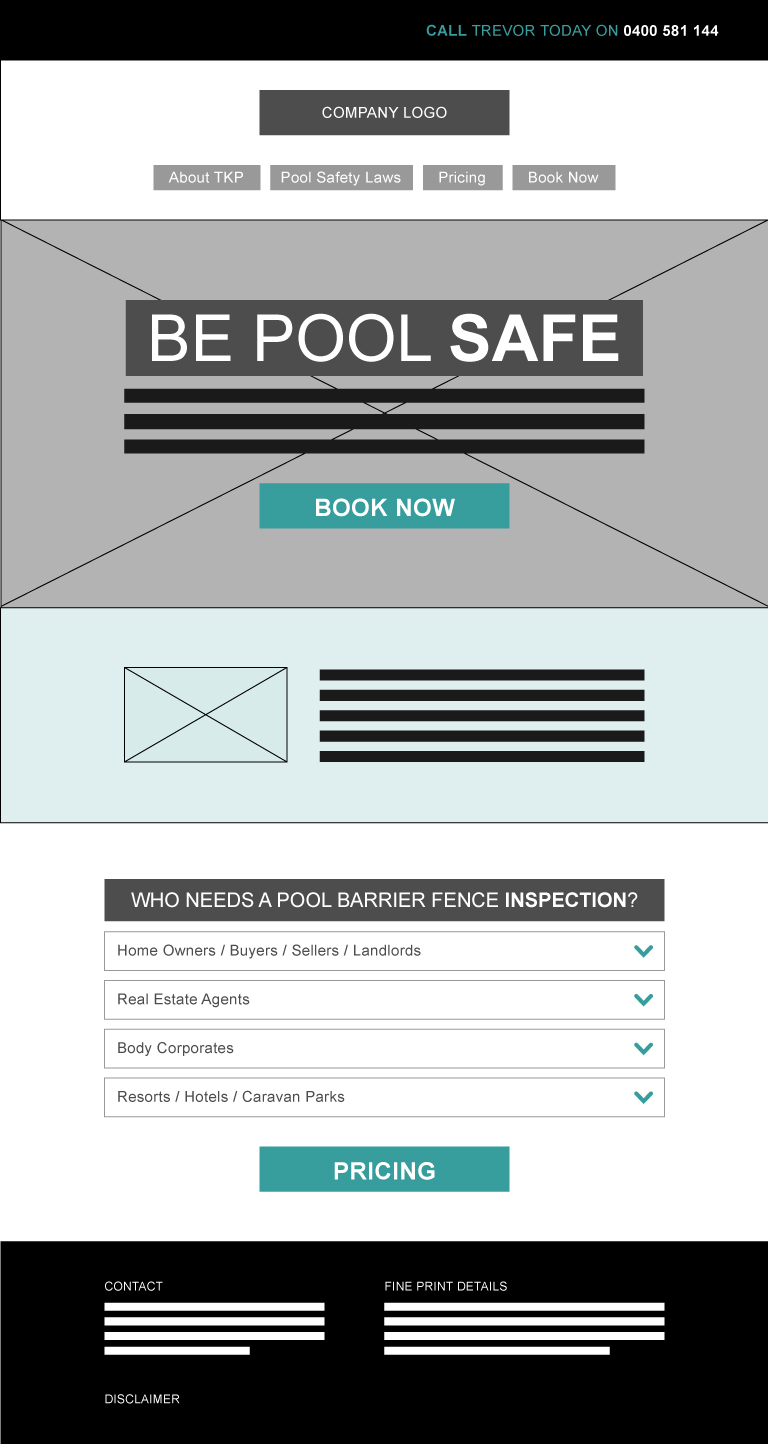 CALL TREVOR TODAY ON 0400 581 144
COMPANY LOGO
About TKP
Pool Safety Laws
Pricing
Book Now
BE POOL SAFE
BOOK NOW
WHO NEEDS A POOL BARRIER FENCE INSPECTION?
Home Owners / Buyers / Sellers / Landlords
Real Estate Agents
Body Corporates
Resorts / Hotels / Caravan Parks
PRICING
CONTACT
FINE PRINT DETAILS
DISCLAIMER